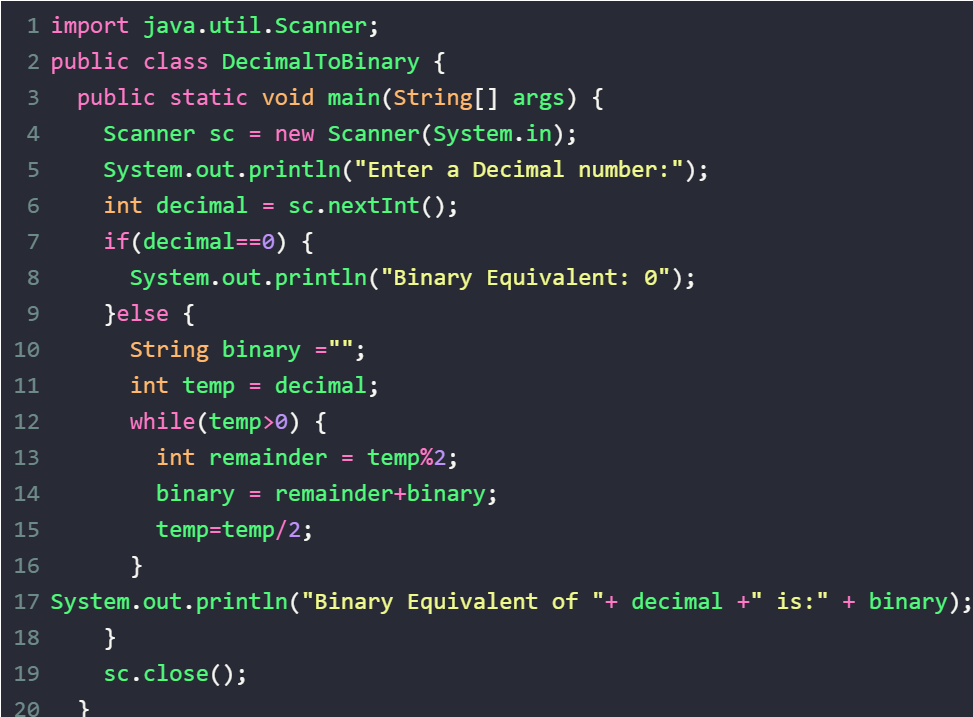 1 import java.util.Scanner;
2 public class DecimalToBinary {
3   public static void main(String[] args) {
4     Scanner sc = new Scanner(System.in);
5     System.out.println("Enter a Decimal number:");
6     int decimal = sc.nextInt();
7     if(decimal==0) {
8       System.out.println("Binary Equivalent: 0");
9     }else {
10       String binary ="";
11       int temp = decimal;
12       while(temp>0) {
13         int remainder = temp%2;
14         binary = remainder+binary;
15         temp=temp/2;
16       }
17 System.out.println("Binary Equivalent of "+ decimal +" is:" + binary);
18     }
19     sc.close();
20   }